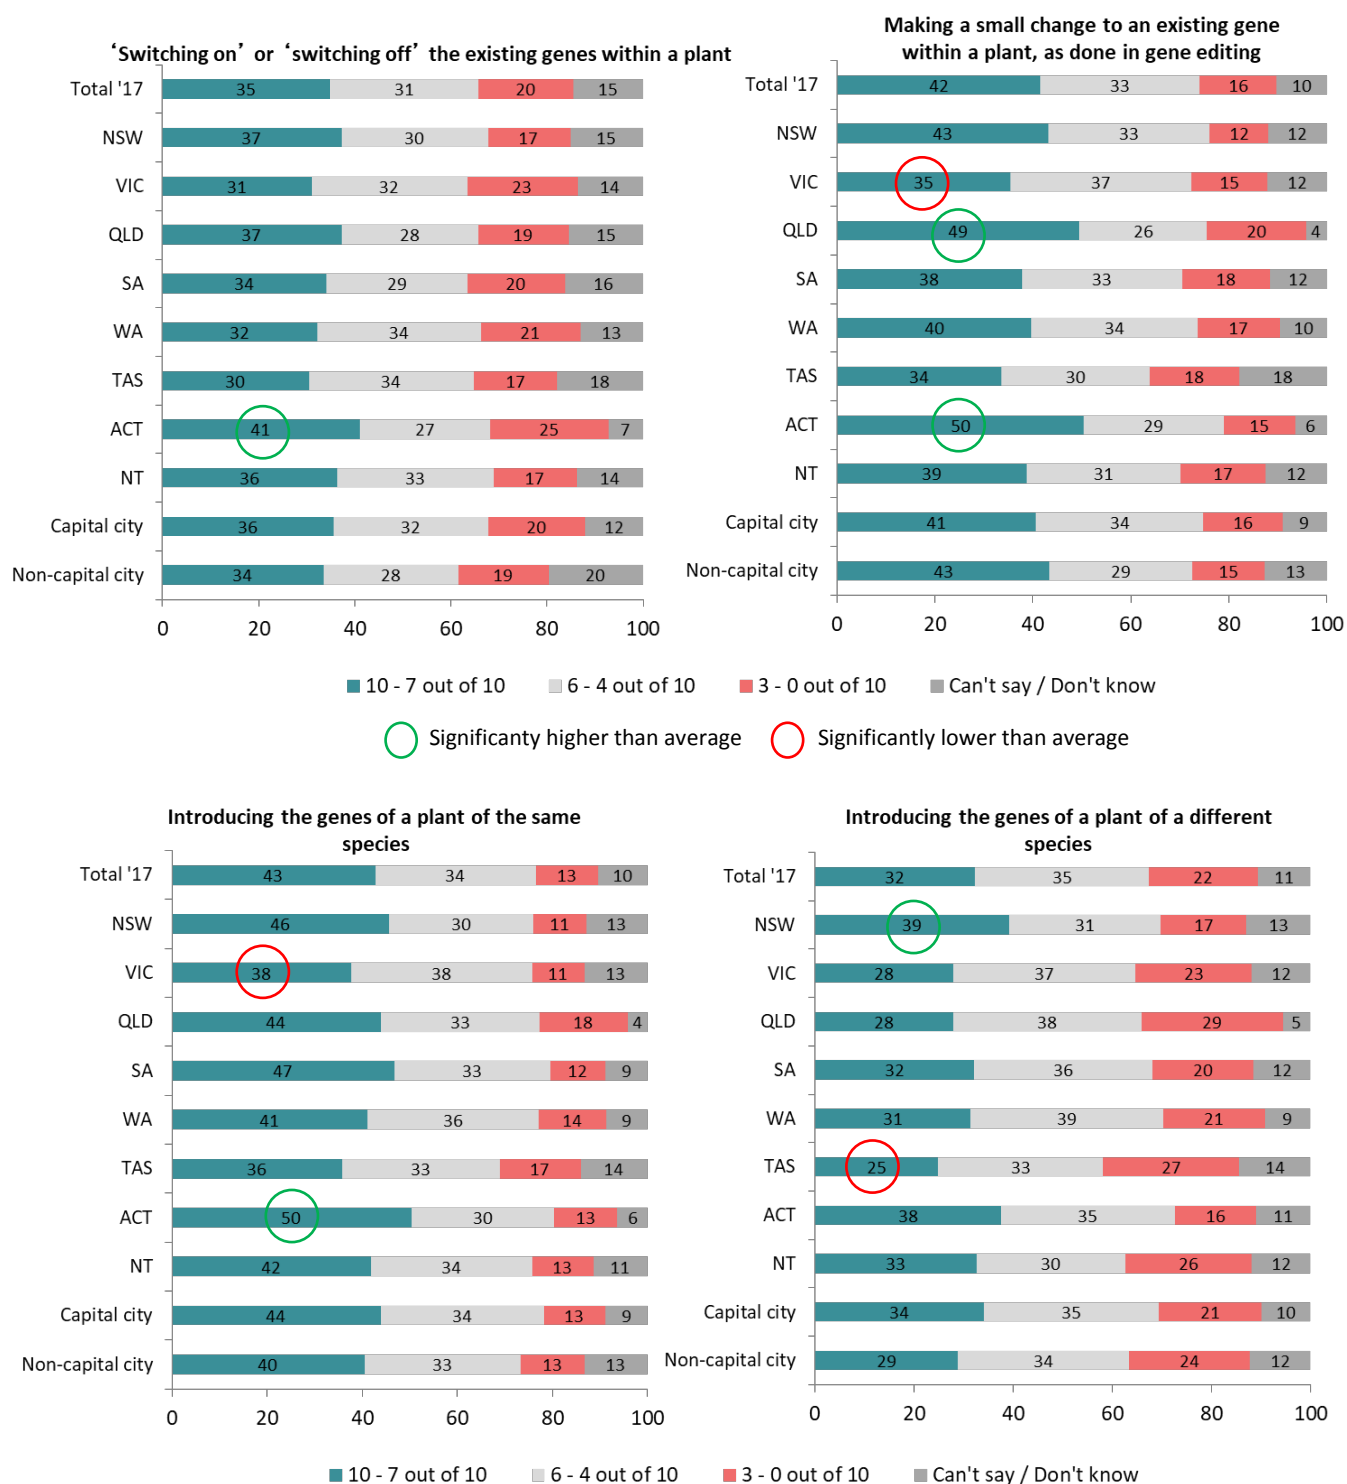 ‘Switching on’ or ‘switching off’ the existing genes within a plant
Total '17 35 31 20 15
NSW 37 30 17 15
VIC 31 32 23 14
QLD 37 28 19 15
SA 34 29 20 16
WA 32 34 21 13
TAS 30 34 17 18
ACT 41 27 25 7
NT 36 33 17 14
Capital city 36 32 20 12
Non-capital city 34 28 19 20
0 20 40 60 80 100
Making a small change to an existing gene
within a plant, as done in gene editing
Total '17 42 33 16 10
NSW 43 33 12 12
VIC 35 37 15 12
QLD 49 26 20 4
SA 38 33 18 12
WA 40 34 17 10
TAS 34 30 18 18
ACT 50 29 15 6
NT 39 31 17 12
Capital city 41 34 16 9
Non-capital city 43 29 15 13
0 20 40 60 80 100
10 - 7 out of 10 6 - 4 out of 10 3 - 0 out of 10 Can't say / Don't know
Significanty higher than average Significantly lower than average
Introducing the genes of a plant of the same
species
Total '17 43 34 13 10
NSW 46 30 11 13
VIC 38 38 11 13
QLD 44 33 18 4
SA 47 33 12 9
WA 41 36 14 9
TAS 36 33 17 14
ACT 50 30 13 6
NT 42 34 13 11
Capital city 44 34 13 9
Non-capital city 40 33 13 13
0 20 40 60 80 100
Introducing the genes of a plant of a different
species
Total '17 32 35 22 11
NSW 39 31 17 13
VIC 28 37 23 12
QLD 28 38 29 5
SA 32 36 20 12
WA 31 39 21 9
TAS 25 33 27 14
ACT 38 35 16 11
NT 33 30 26 12
Capital city 34 35 21 10
Non-capital city 29 34 24 12
0 20 40 60 80 100
10 - 7 out of 10 6 - 4 out of 10 3 - 0 out of 10 Can't say / Don't know